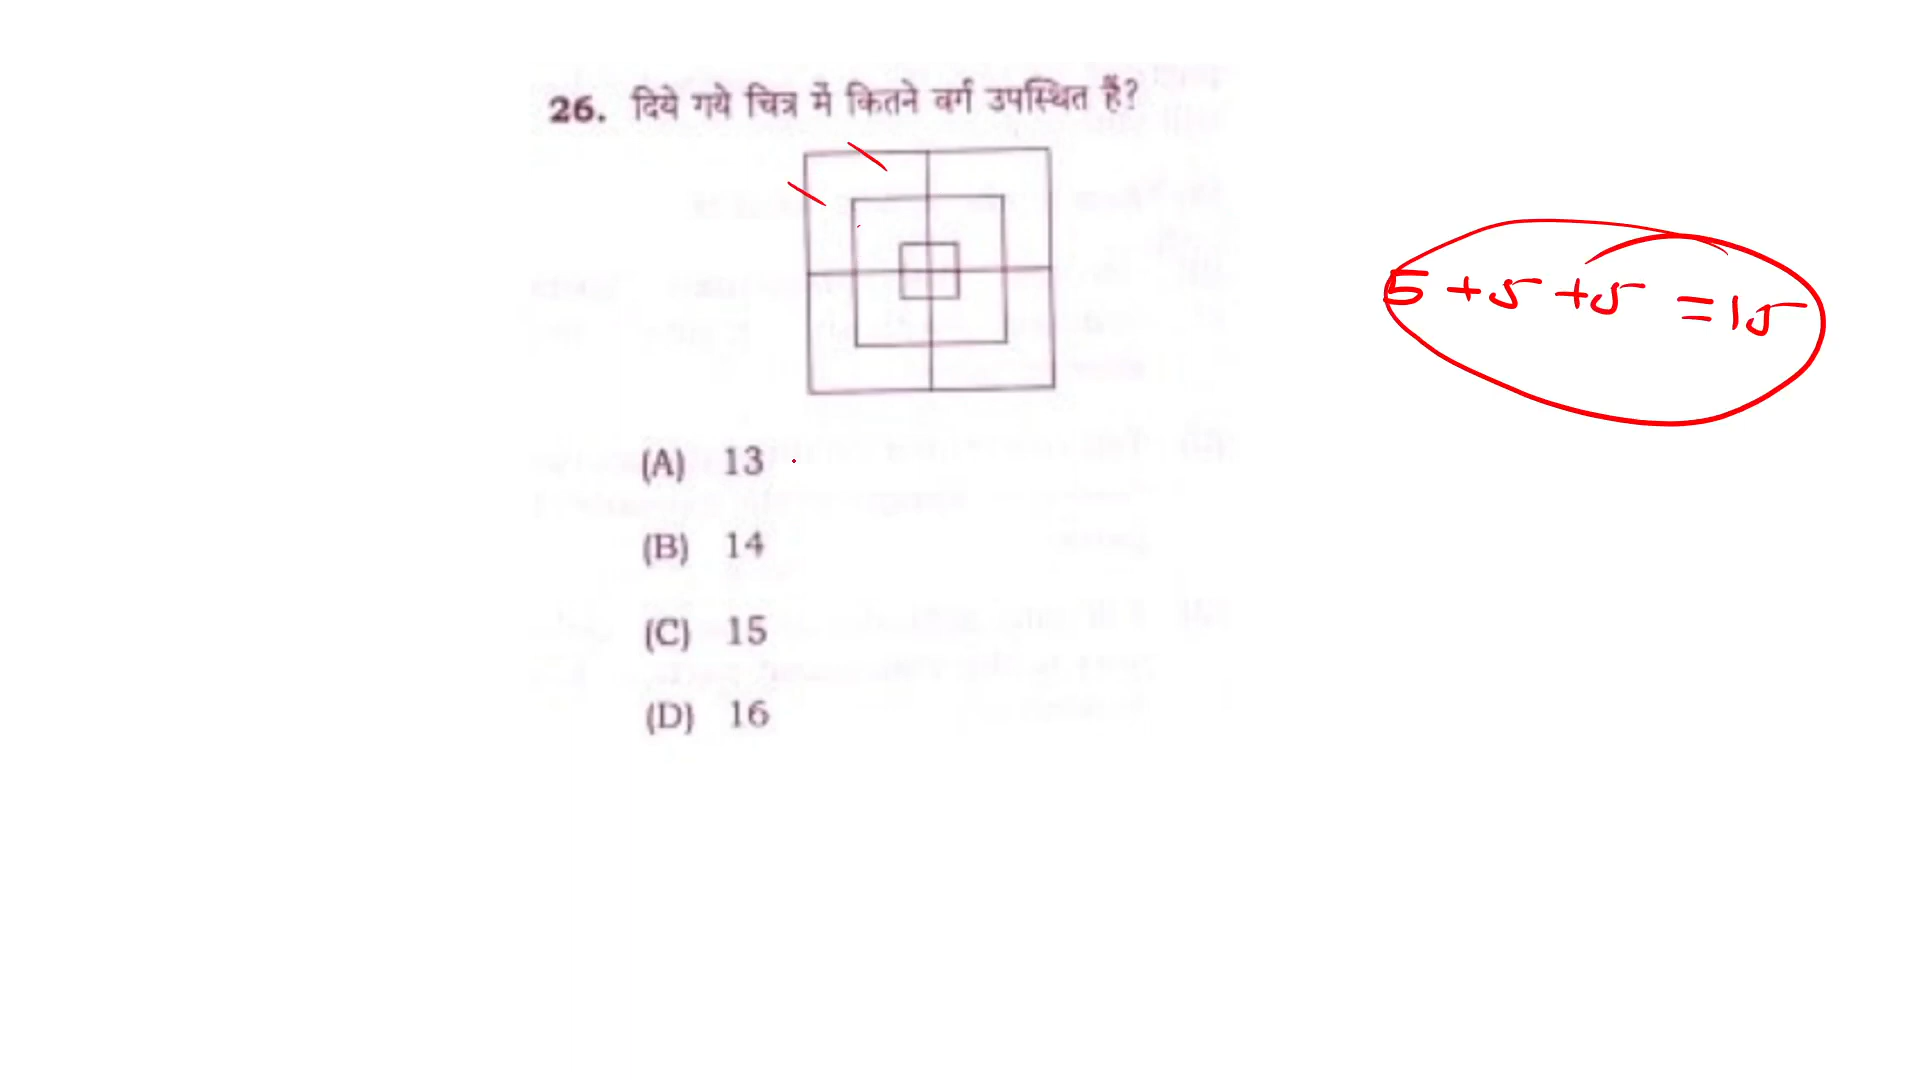 26. दिये गये चित्र में कितने वर्ग उपस्थित हैं?
5 + 5 + 5 = 15
(A) 13
(B) 14
(C) 15
(D) 16